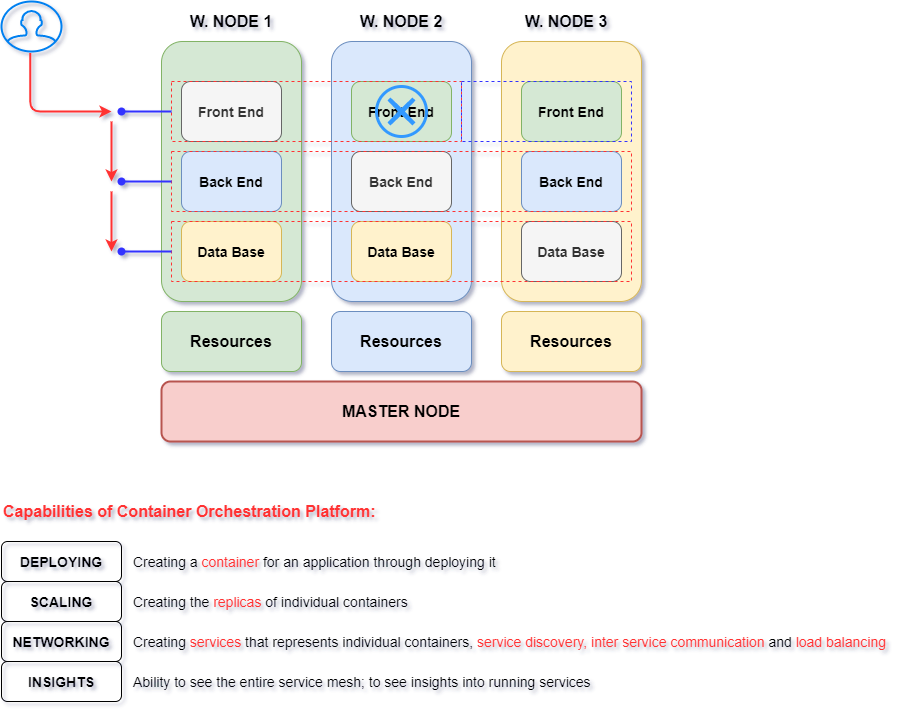 W. NODE 1
W. NODE 2
W. NODE 3
Front End
Front End
Front End
Back End
Back End
Back End
Data Base
Data Base
Data Base
Resources
Resources
Resources
MASTER NODE
Capabilities of Container Orchestration Platform:
DEPLOYING
Creating a container for an application through deploying it
SCALING
Creating the replicas of individual containers
NETWORKING
Creating services that represents individual containers, service discovery, inter service communication and load balancing
INSIGHTS
Ability to see the entire service mesh; to see insights into running services